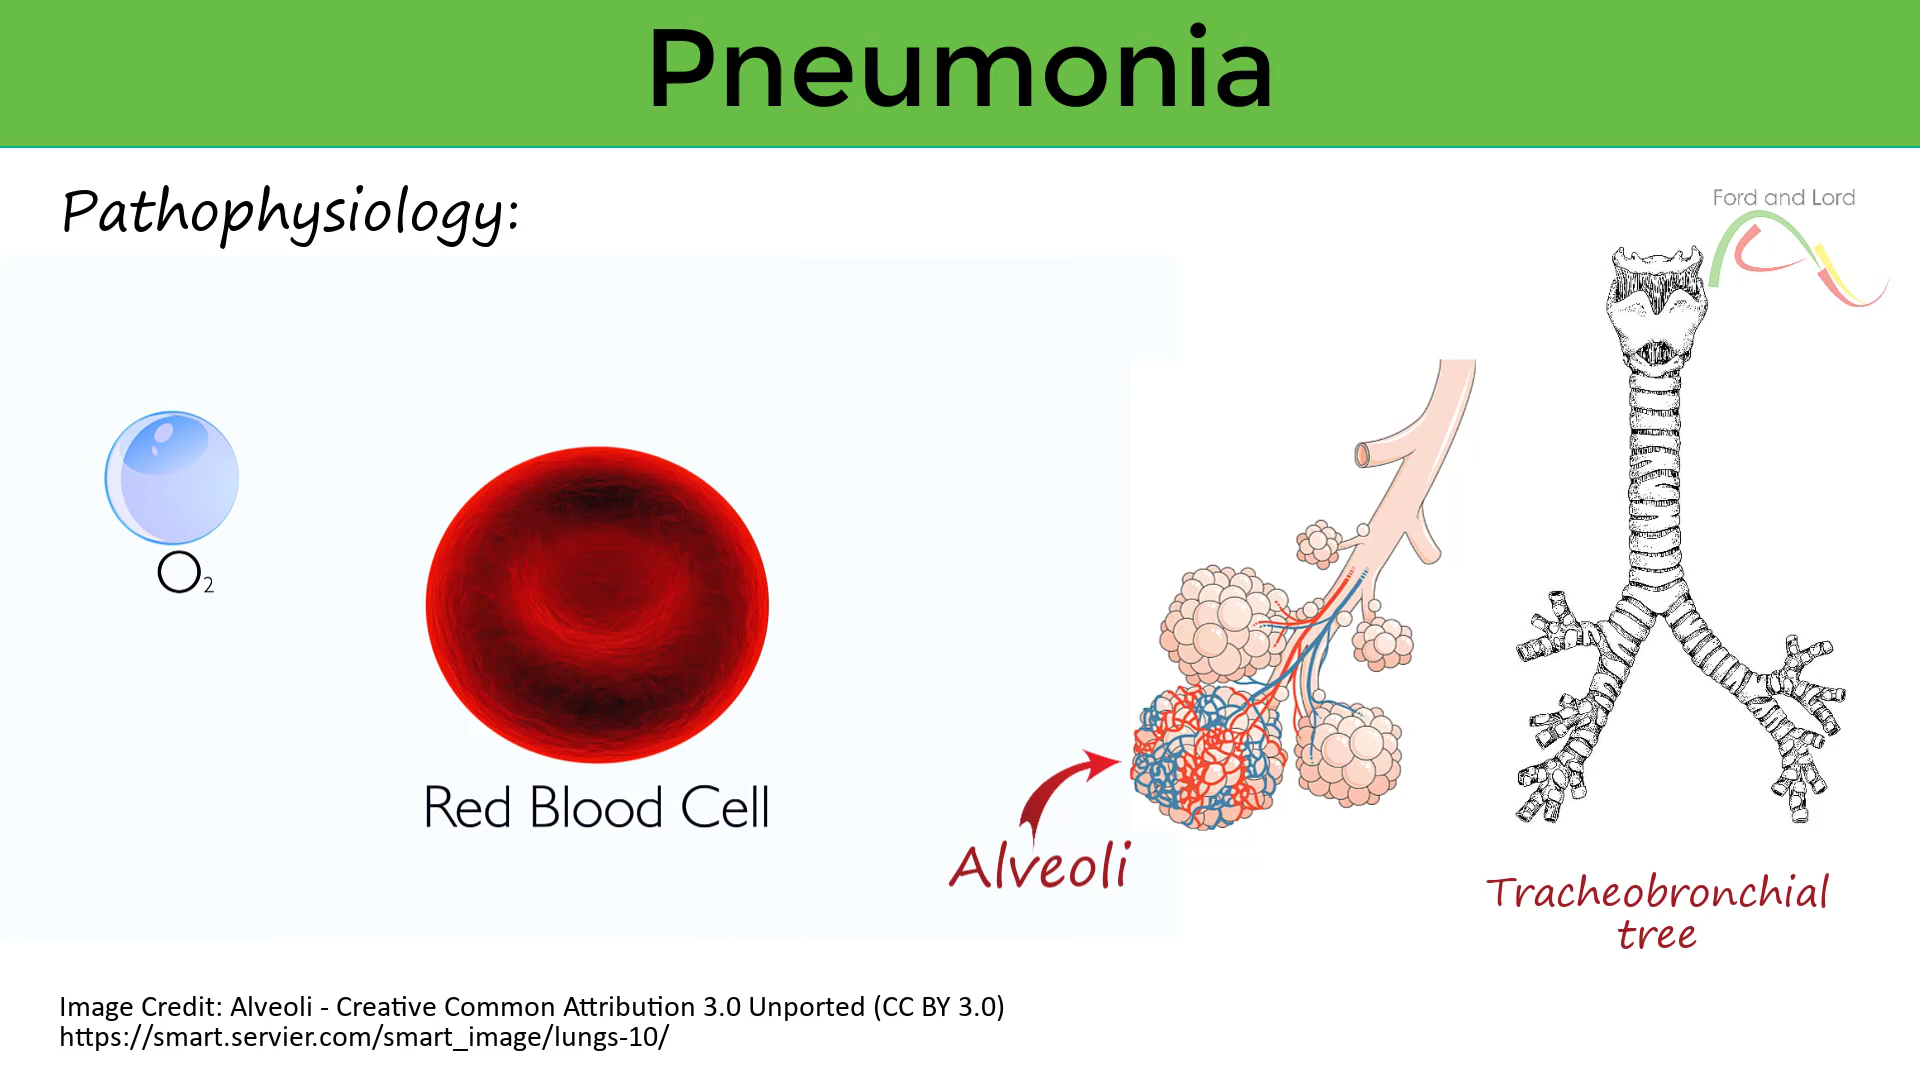 Pneumonia
Pathophysiology:
Ford and Lord
O2
Red Blood Cell
Alveoli
Tracheobronchial
tree
Image Credit: Alveoli - Creative Common Attribution 3.0 Unported (CC BY 3.0)
https://smart.servier.com/smart_image/lungs-10/